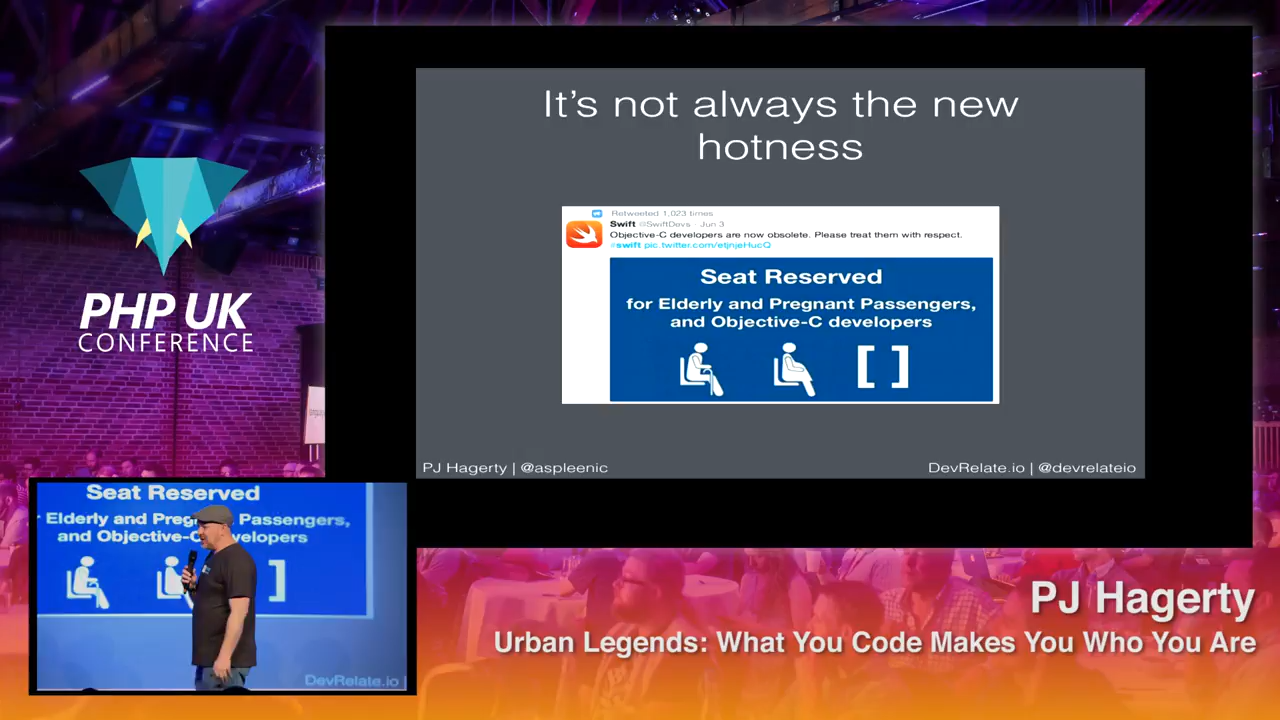 PHP UK
CONFERENCE
It's not always the new
hotness
Retweeted 1,023 times
Swift @SwiftDevs · Jun 3
Objective-C developers are now obsolete. Please treat them with respect.
#swift pic.twitter.com/etjnjeHucQ
Seat Reserved
for Elderly and Pregnant Passengers,
and Objective-C developers
[ ]
PJ Hagerty | @aspleenic
DevRelate.io | @devrelateio
Seat Reserved
Elderly and Preg Passengers,
and Objective-C velopers
]
DevRelate.io |
PJ Hagerty
Urban Legends: What You Code Makes You Who You Are